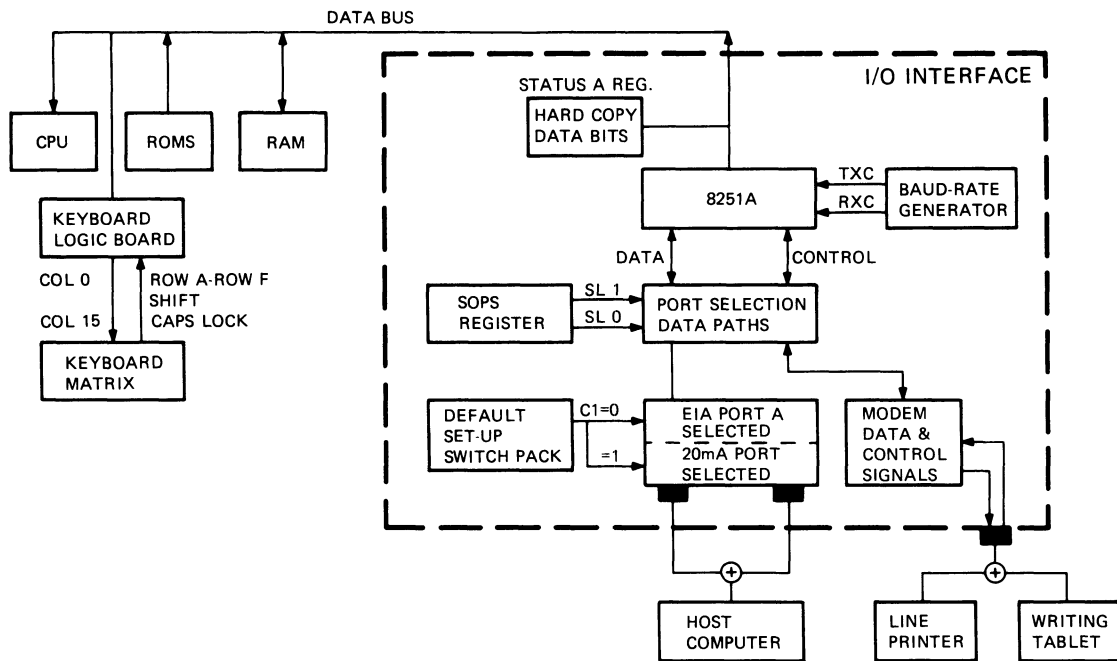 DATA BUS
I/O INTERFACE
STATUS A REG.
HARD COPY
DATA BITS
CPU
ROMS
RAM
TXC
RXC
8251A
BAUD-RATE
GENERATOR
KEYBOARD
LOGIC BOARD
DATA
CONTROL
COL 0
COL 15
ROW A-ROW F
SHIFT
CAPS LOCK
SOPS
REGISTER
SL 1
SL 0
PORT SELECTION
DATA PATHS
KEYBOARD
MATRIX
DEFAULT
SET-UP
SWITCH PACK
C1=0
=1
EIA PORT A
SELECTED
20mA PORT
SELECTED
MODEM
DATA &
CONTROL
SIGNALS
+
+
HOST
COMPUTER
LINE
PRINTER
WRITING
TABLET